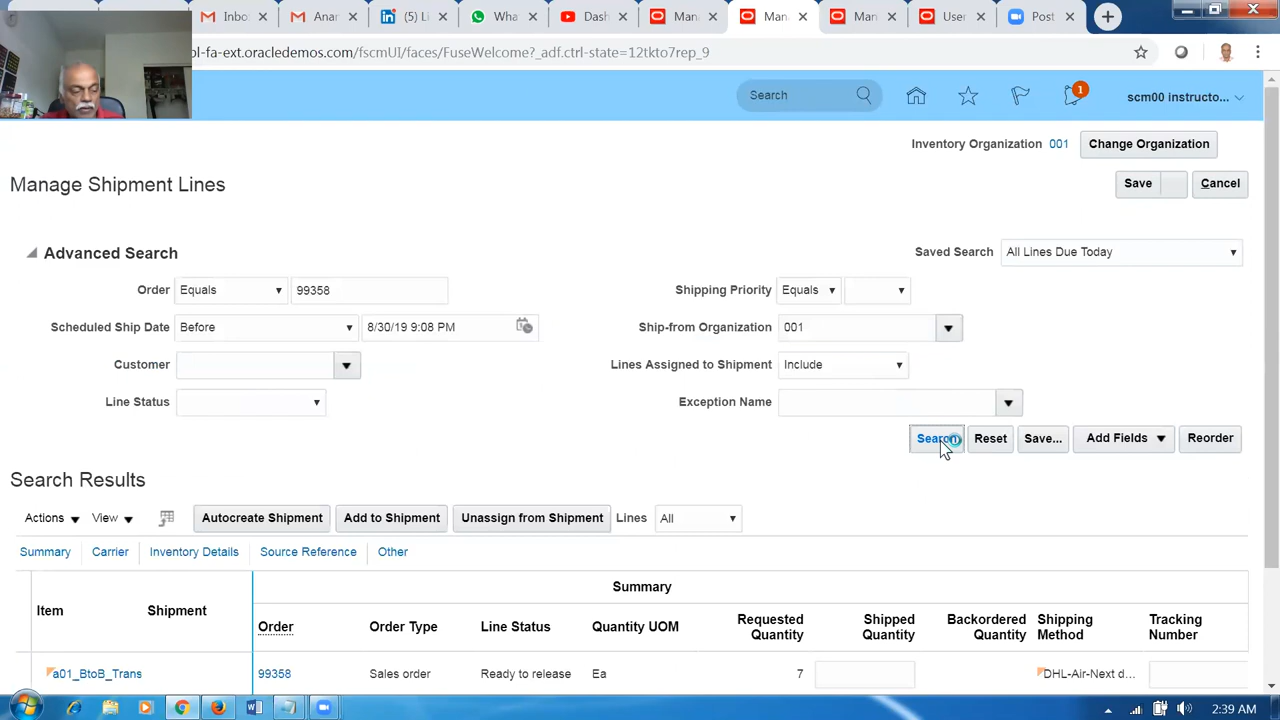 Inbo
Anar
(5) L
Wha
Dash
Man
Man
Man
User
Post
ol-fa-ext.oracledemos.com/fscmUI/faces/FuseWelcome?_adf.ctrl-state=12tkto7rep_9
Search
1
scm00 instructo...
Inventory Organization 001 Change Organization
Manage Shipment Lines
Save Cancel
Advanced Search
Saved Search All Lines Due Today
Order Equals 99358
Shipping Priority Equals
Scheduled Ship Date Before 8/30/19 9:08 PM
Ship-from Organization 001
Customer
Lines Assigned to Shipment Include
Line Status
Exception Name
Search Reset Save... Add Fields Reorder
Search Results
Actions View Autocreate Shipment Add to Shipment Unassign from Shipment Lines All
Summary Carrier Inventory Details Source Reference Other
Summary
Item Shipment Order Order Type Line Status Quantity UOM Requested Quantity Shipped Quantity Backordered Quantity Shipping Method Tracking Number
a01_BtoB_Trans 99358 Sales order Ready to release Ea 7 DHL-Air-Next d...
2:39 AM